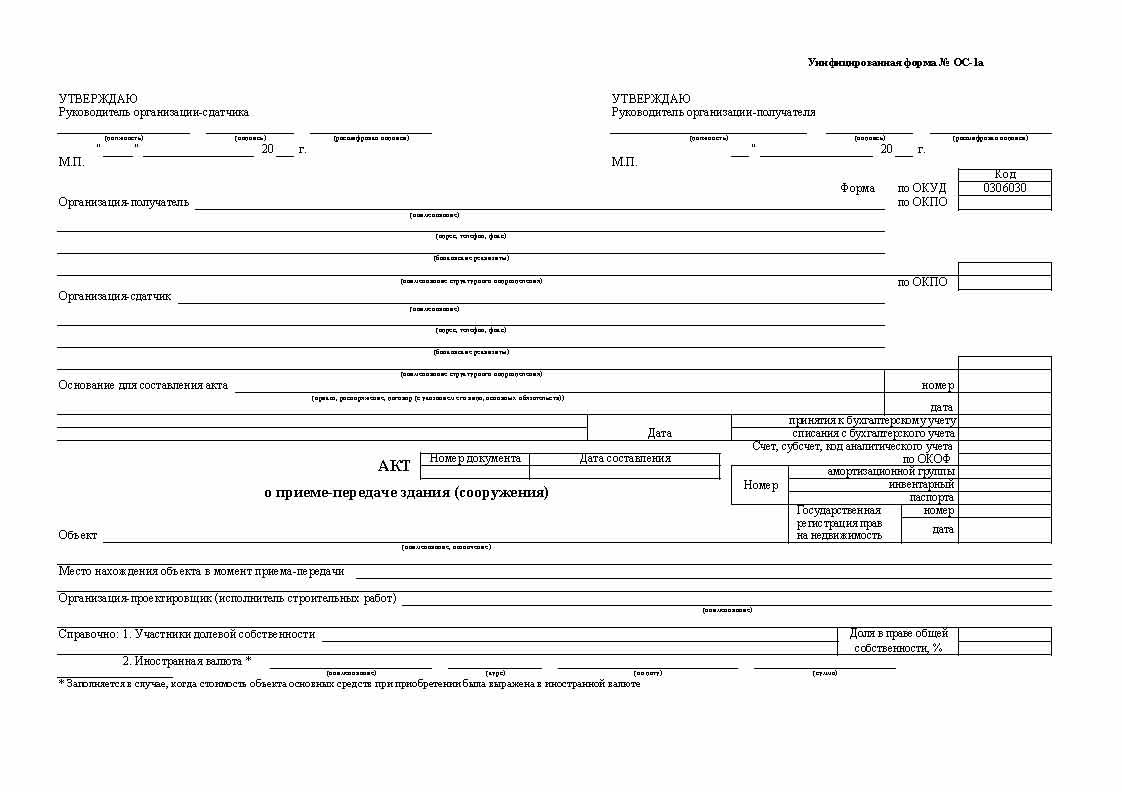 Унифицированная форма № ОС-1а
УТВЕРЖДАЮ УТВЕРЖДАЮ
Руководитель организации-сдатчика Руководитель организации-получателя
(должность) (подпись) (расшифровка подписи) (должность) (подпись) (расшифровка подписи)
" " 20 г. " 20 г.
М.П. М.П.
Код
Форма по ОКУД 0306030
Организация-получатель по ОКПО
(наименование)
(адрес, телефон, факс)
(банковские реквизиты)
(наименование структурного подразделения) по ОКПО
Организация-сдатчик
(наименование)
(адрес, телефон, факс)
(банковские реквизиты)
(наименование структурного подразделения)
Основание для составления акта номер
(приказ, распоряжение, договор (с указанием его вида, основных обязательств))
дата
принятия к бухгалтерскому учету
Дата списания с бухгалтерского учета
Счет, субсчет, код аналитического учета
Номер документа Дата составления по ОКОФ
АКТ
амортизационной группы
Номер инвентарный
о приеме-передаче здания (сооружения) паспорта
Государственная регистрация прав на недвижимость номер
дата
Объект
(наименование, назначение)
Место нахождения объекта в момент приема-передачи
Организация-проектировщик (исполнитель строительных работ)
(наименование)
Справочно: 1. Участники долевой собственности Доля в праве общей собственности, %
2. Иностранная валюта *
(наименование) (курс) (на дату) (сумма)
* Заполняется в случае, когда стоимость объекта основных средств при приобретении была выражена в иностранной валюте